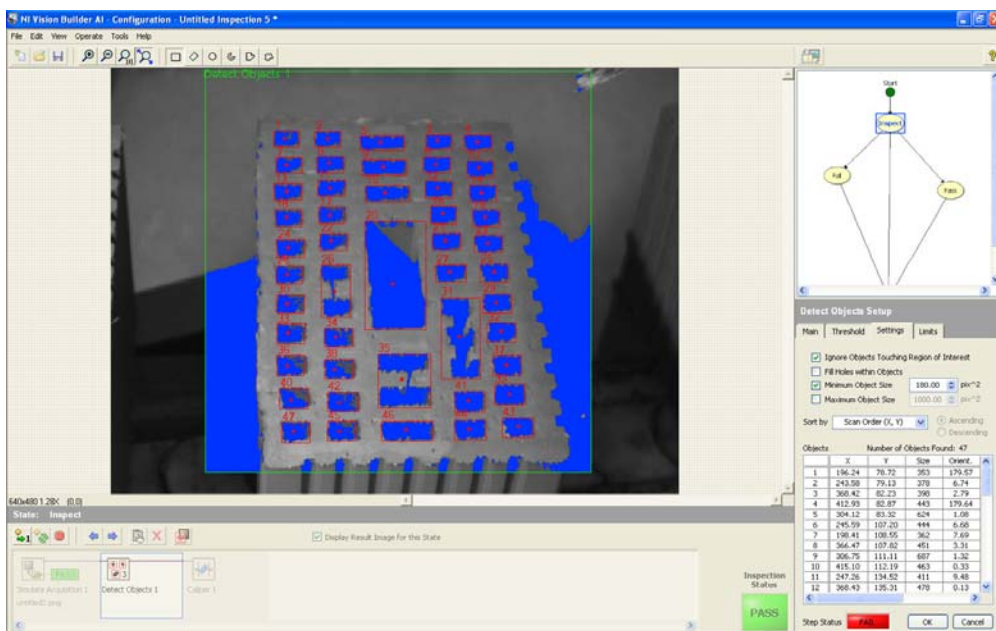 NI Vision Builder AI - Configuration - Untitled Inspection 5 *
File Edit View Operate Tools Help
Detect Objects 1
Start
Inspect
Fail
Pass
Detect Objects Setup
Main Threshold Settings Limits
Ignore Objects Touching Region of Interest
Fill Holes within Objects
Minimum Object Size 180.00 pix^2
Maximum Object Size 1000.00 pix^2
Sort by Scan Order (X, Y) Ascending
Descending
Objects Number of Objects Found: 47
X Y Size Orient.
1 196.24 78.72 353 179.57
2 243.58 79.13 378 6.74
3 368.42 82.23 398 2.79
4 412.93 82.87 443 179.64
5 304.12 83.32 624 1.08
6 245.59 107.20 444 6.68
7 198.41 108.55 362 7.69
8 366.47 107.82 451 3.31
9 306.75 111.11 687 1.32
10 415.10 112.19 463 0.33
11 247.26 134.52 411 9.48
12 368.43 135.31 478 0.13
Step Status FAIL OK Cancel
640x480 1.28X (0,0)
State: Inspect
Display Result Image for this State
Simulate Acquisition 1 Detect Objects 1 Caliper 1
untitled2.png
PASS
Inspection
Status
PASS